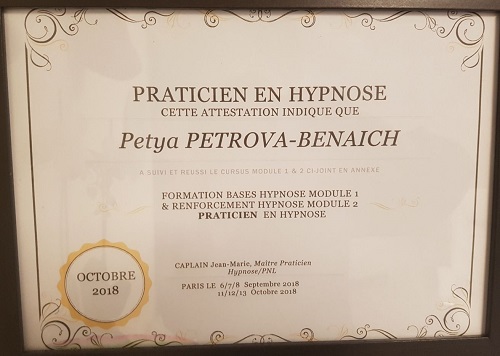 PRATICIEN EN HYPNOSE
CETTE ATTESTATION INDIQUE QUE
Petya PETROVA-BENAICH
A SUIVI ET REUSSI LE CURSUS MODULE 1 & 2 CI-JOINT EN ANNEXE
FORMATION BASES HYPNOSE MODULE 1
& RENFORCEMENT HYPNOSE MODULE 2
PRATICIEN EN HYPNOSE
CAPLAIN Jean-Marie, Maître Praticien
Hypnose/PNL
OCTOBRE
2018
PARIS LE 6/7/8 Septembre 2018
11/12/13 Octobre 2018